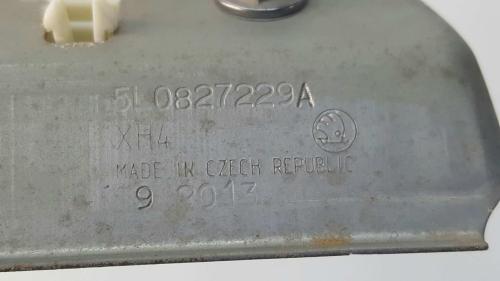 5L0827229A
XH4
MADE IN CZECH REPUBLIC
9 2013